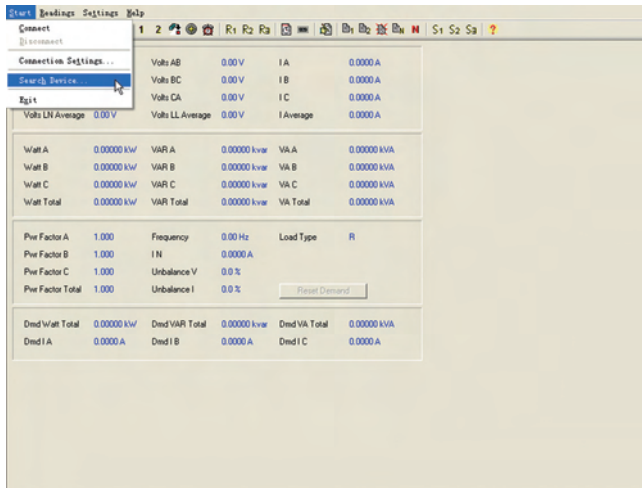 Start Readings Settings Help
Connect
Disconnect
Connection Settings...
Search Device...
Exit
1 2 R1 R2 R3 B1 B2 BN N S1 S2 S3 ?
Volts AB 0.00 V I A 0.0000 A
Volts BC 0.00 V I B 0.0000 A
Volts CA 0.00 V I C 0.0000 A
Volts LN Average 0.00 V Volts LL Average 0.00 V I Average 0.0000 A
Watt A 0.00000 kW VAR A 0.00000 kvar VA A 0.00000 kVA
Watt B 0.00000 kW VAR B 0.00000 kvar VA B 0.00000 kVA
Watt C 0.00000 kW VAR C 0.00000 kvar VA C 0.00000 kVA
Watt Total 0.00000 kW VAR Total 0.00000 kvar VA Total 0.00000 kVA
Pwr Factor A 1.000 Frequency 0.00 Hz Load Type R
Pwr Factor B 1.000 I N 0.0000 A
Pwr Factor C 1.000 Unbalance V 0.0 %
Pwr Factor Total 1.000 Unbalance I 0.0 % Reset Demand
Dmd Watt Total 0.00000 kW Dmd VAR Total 0.00000 kvar Dmd VA Total 0.00000 kVA
Dmd I A 0.0000 A Dmd I B 0.0000 A Dmd I C 0.0000 A